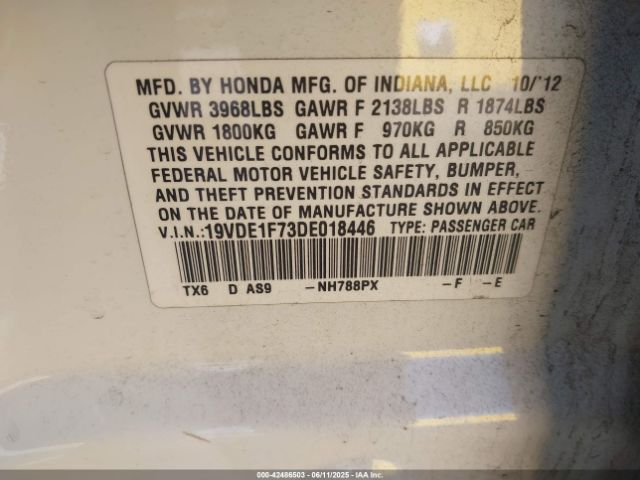 MFD. BY HONDA MFG. OF INDIANA, LLC 10/'12
GVWR 3968LBS GAWR F 2138LBS R 1874LBS
GVWR 1800KG GAWR F 970KG R 850KG
THIS VEHICLE CONFORMS TO ALL APPLICABLE
FEDERAL MOTOR VEHICLE SAFETY, BUMPER,
AND THEFT PREVENTION STANDARDS IN EFFECT
ON THE DATE OF MANUFACTURE SHOWN ABOVE.
V.I.N.:19VDE1F73DE018446 TYPE: PASSENGER CAR
TX6 D AS9 -NH788PX -F -E
000-42486503 - 06/11/2025 - IAA Inc.